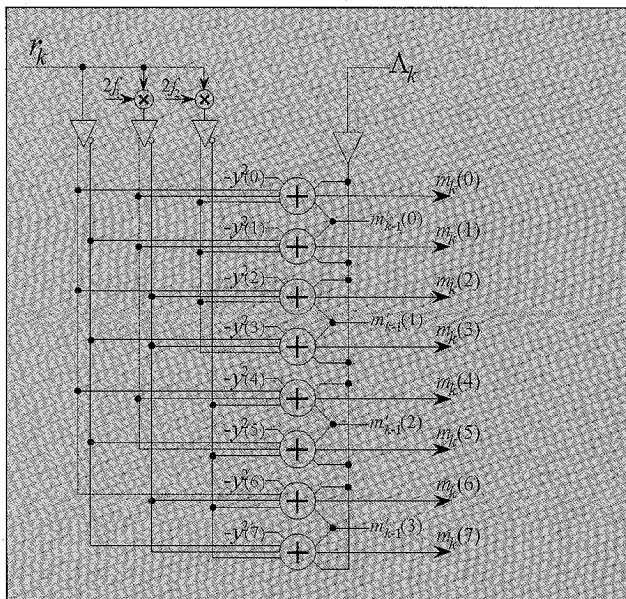 r_k
Λ_k
2f_1 2f_2
-y²(0) m_k(0)
m'_{k-1}(0)
-y²(1) m_k(1)
-y²(2) m_k(2)
m'_{k-1}(1)
-y²(3) m_k(3)
-y²(4) m_k(4)
m'_{k-1}(2)
-y²(5) m_k(5)
-y²(6) m_k(6)
m'_{k-1}(3)
-y²(7) m_k(7)